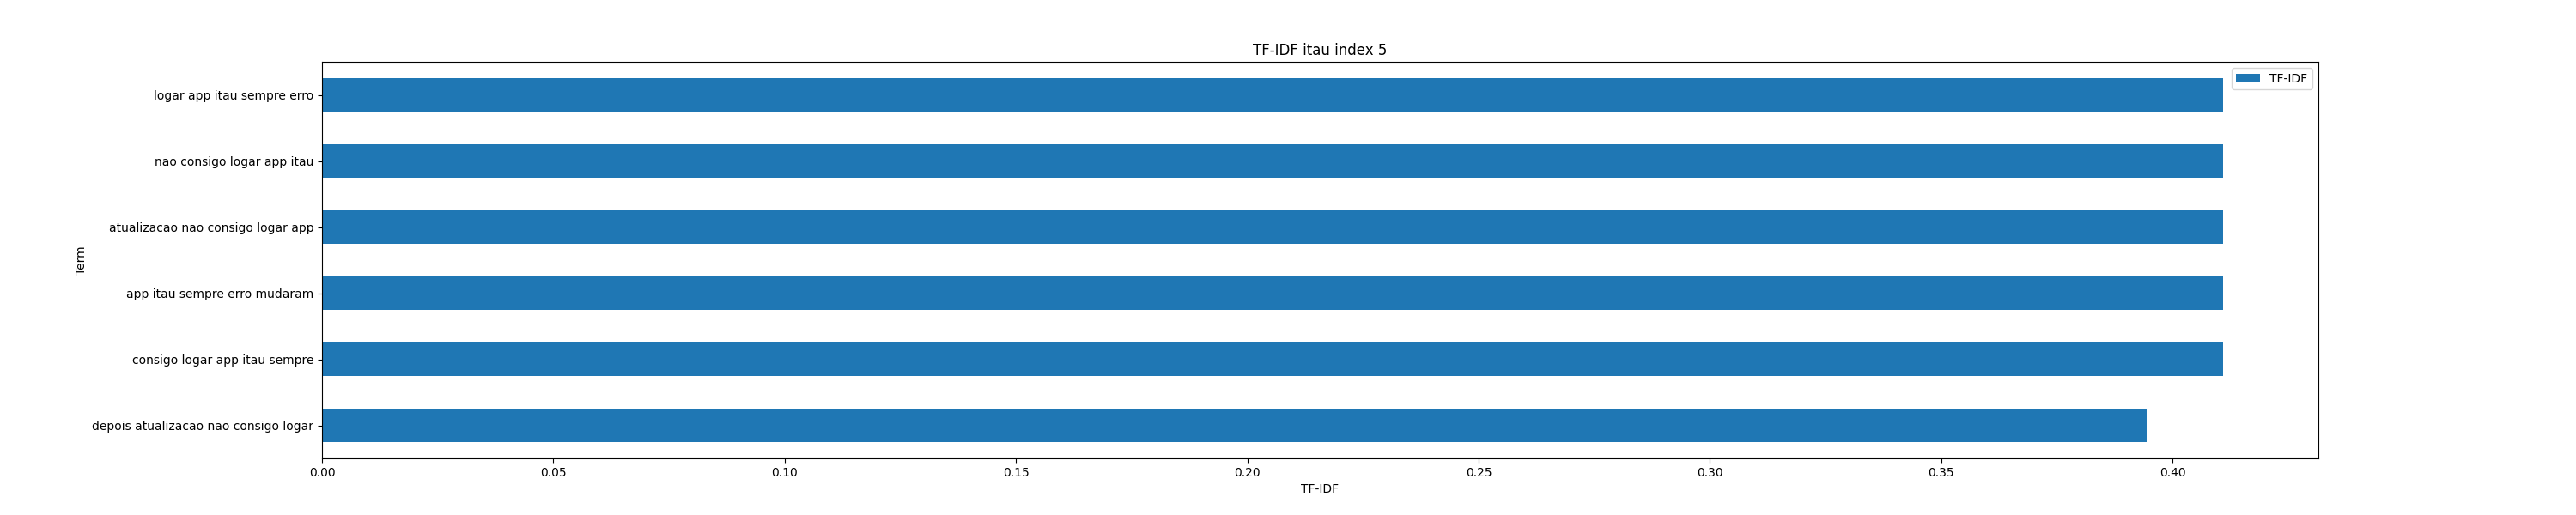 TF-IDF itau index 5
TF-IDF
logar app itau sempre erro
nao consigo logar app itau
atualizacao nao consigo logar app
app itau sempre erro mudaram
consigo logar app itau sempre
depois atualizacao nao consigo logar
Term
0.00 0.05 0.10 0.15 0.20 0.25 0.30 0.35 0.40
TF-IDF